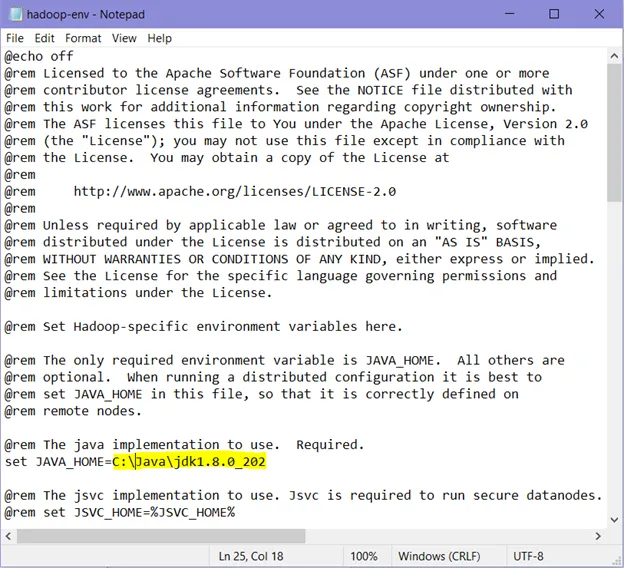 hadoop-env - Notepad
File Edit Format View Help
@echo off
@rem Licensed to the Apache Software Foundation (ASF) under one or more
@rem contributor license agreements.  See the NOTICE file distributed with
@rem this work for additional information regarding copyright ownership.
@rem The ASF licenses this file to You under the Apache License, Version 2.0
@rem (the "License"); you may not use this file except in compliance with
@rem the License.  You may obtain a copy of the License at
@rem
@rem     http://www.apache.org/licenses/LICENSE-2.0
@rem
@rem Unless required by applicable law or agreed to in writing, software
@rem distributed under the License is distributed on an "AS IS" BASIS,
@rem WITHOUT WARRANTIES OR CONDITIONS OF ANY KIND, either express or implied.
@rem See the License for the specific language governing permissions and
@rem limitations under the License.
@rem Set Hadoop-specific environment variables here.
@rem The only required environment variable is JAVA_HOME.  All others are
@rem optional.  When running a distributed configuration it is best to
@rem set JAVA_HOME in this file, so that it is correctly defined on
@rem remote nodes.
@rem The java implementation to use.  Required.
set JAVA_HOME=C:\Java\jdk1.8.0_202
@rem The jsvc implementation to use. Jsvc is required to run secure datanodes.
@rem set JSVC_HOME=%JSVC_HOME%
Ln 25, Col 18 100% Windows (CRLF) UTF-8